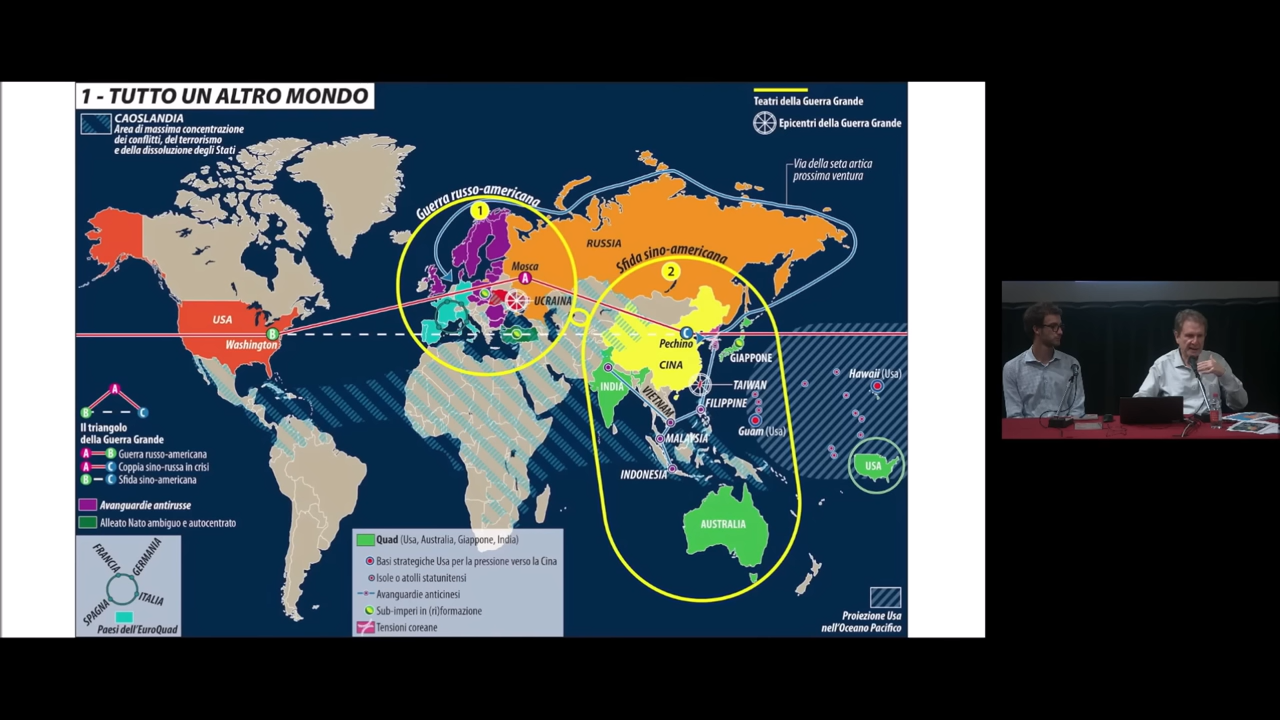 1 - TUTTO UN ALTRO MONDO
CAOSLANDIA
Area di massima concentrazione
dei conflitti, del terrorismo
e della dissoluzione degli Stati
Teatri della Guerra Grande
Epicentri della Guerra Grande
Via della seta artica
prossima ventura
Guerra russo-americana
1
RUSSIA
Sfida sino-americana
2
Mosca
A
UCRAINA
USA
B
Washington
C
Pechino
CINA
GIAPPONE
INDIA
TAIWAN
VIETNAM
FILIPPINE
Hawaii (Usa)
Guam (Usa)
MALAYSIA
INDONESIA
USA
AUSTRALIA
A
B
C
Il triangolo
della Guerra Grande
A B Guerra russo-americana
A C Coppia sino-russa in crisi
B C Sfida sino-americana
Avanguardie antirusse
Alleato Nato ambiguo e autocentrato
FRANCIA
GERMANIA
SPAGNA
ITALIA
Paesi dell'EuroQuad
Quad (Usa, Australia, Giappone, India)
Basi strategiche Usa per la pressione verso la Cina
Isole o atolli statunitensi
Avanguardie anticinesi
Sub-imperi in (ri)formazione
Tensioni coreane
Proiezione Usa
nell'Oceano Pacifico